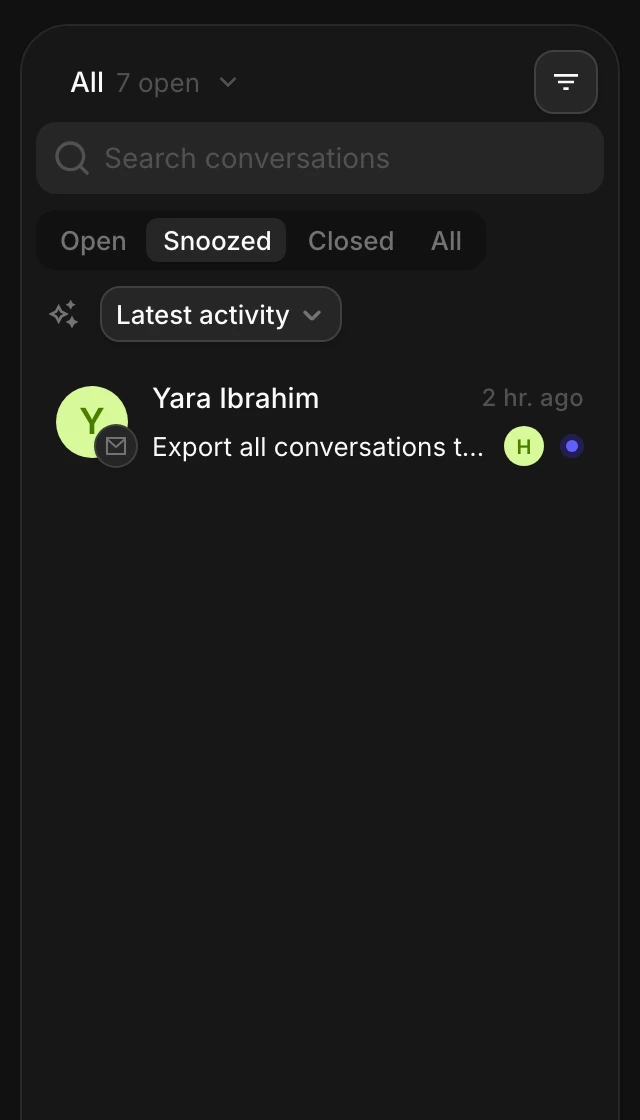 All 7 open
Search conversations
Open Snoozed Closed All
Latest activity
Y
Yara Ibrahim 2 hr. ago
Export all conversations t... H